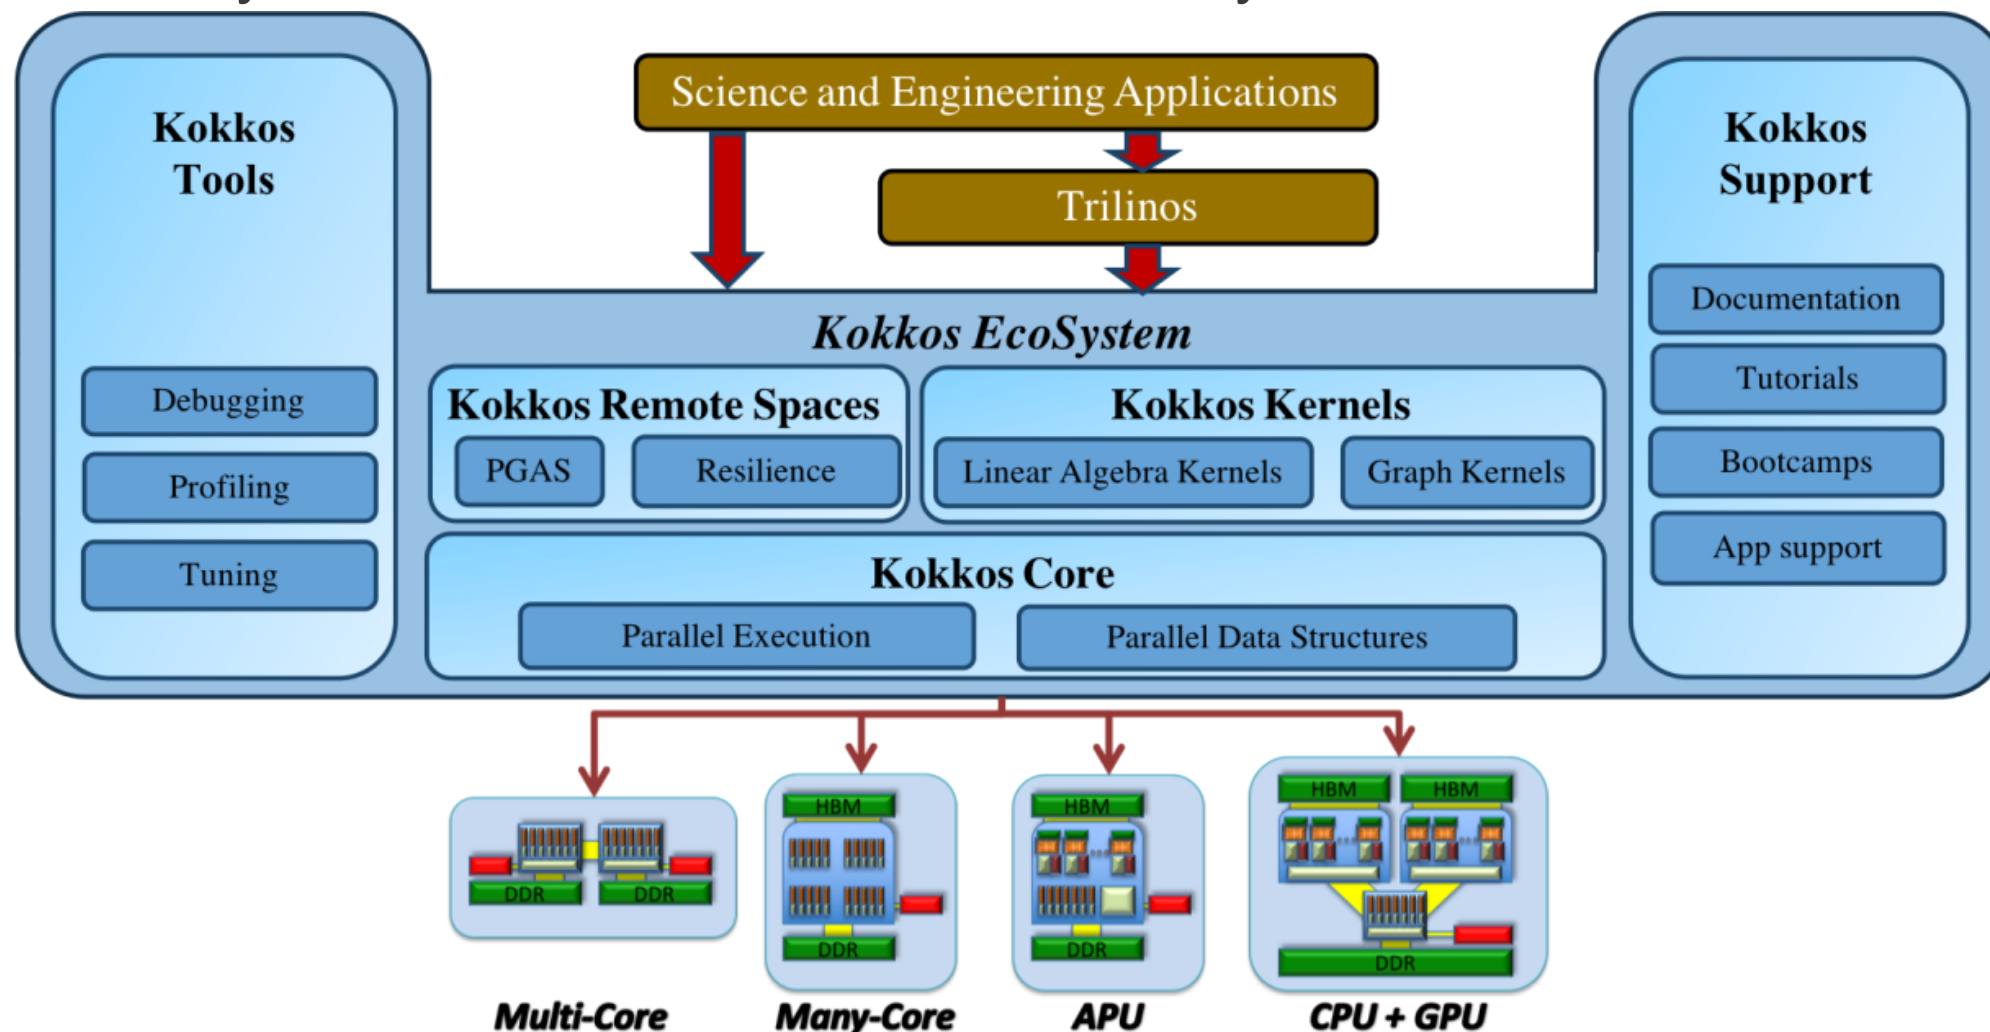 Kokkos
Tools
Debugging
Profiling
Tuning
Science and Engineering Applications
Trilinos
Kokkos EcoSystem
Kokkos Remote Spaces
PGAS
Resilience
Kokkos Kernels
Linear Algebra Kernels
Graph Kernels
Kokkos Core
Parallel Execution
Parallel Data Structures
Kokkos
Support
Documentation
Tutorials
Bootcamps
App support
DDR
DDR
Multi-Core
HBM
DDR
Many-Core
HBM
DDR
APU
HBM
HBM
DDR
CPU + GPU